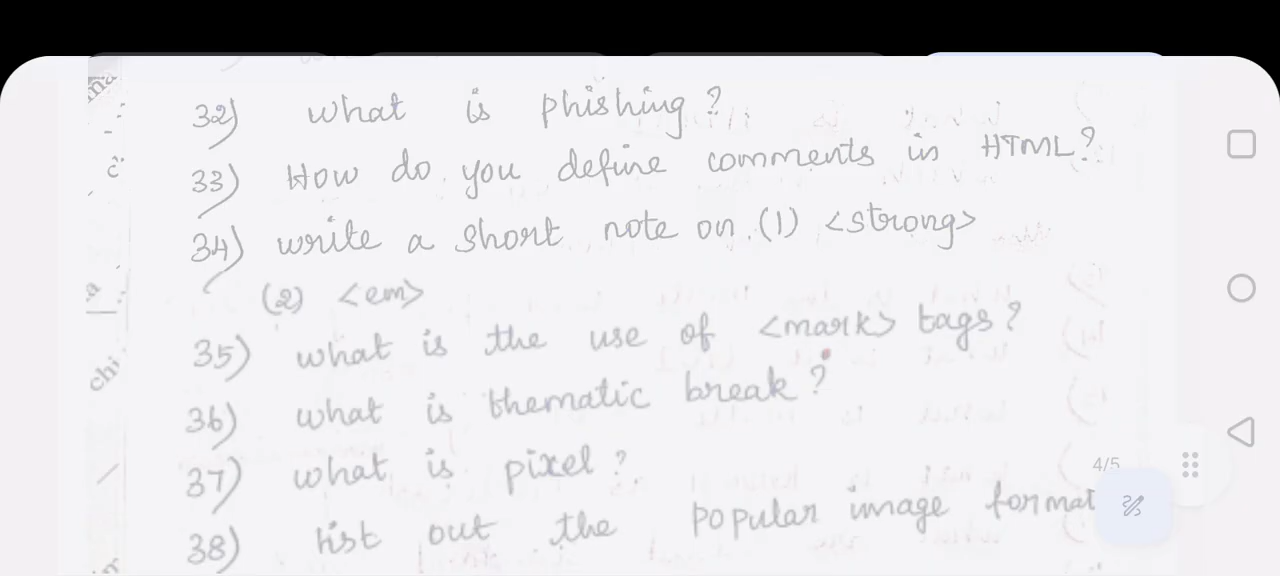 32) what is phishing?
33) How do you define comments in HTML?
34) write a short note on (1) <strong>
(2) <em>
35) what is the use of <mark> tags?
36) what is thematic break?
37) what is pixel?
4/5
38) list out the popular image format
chi